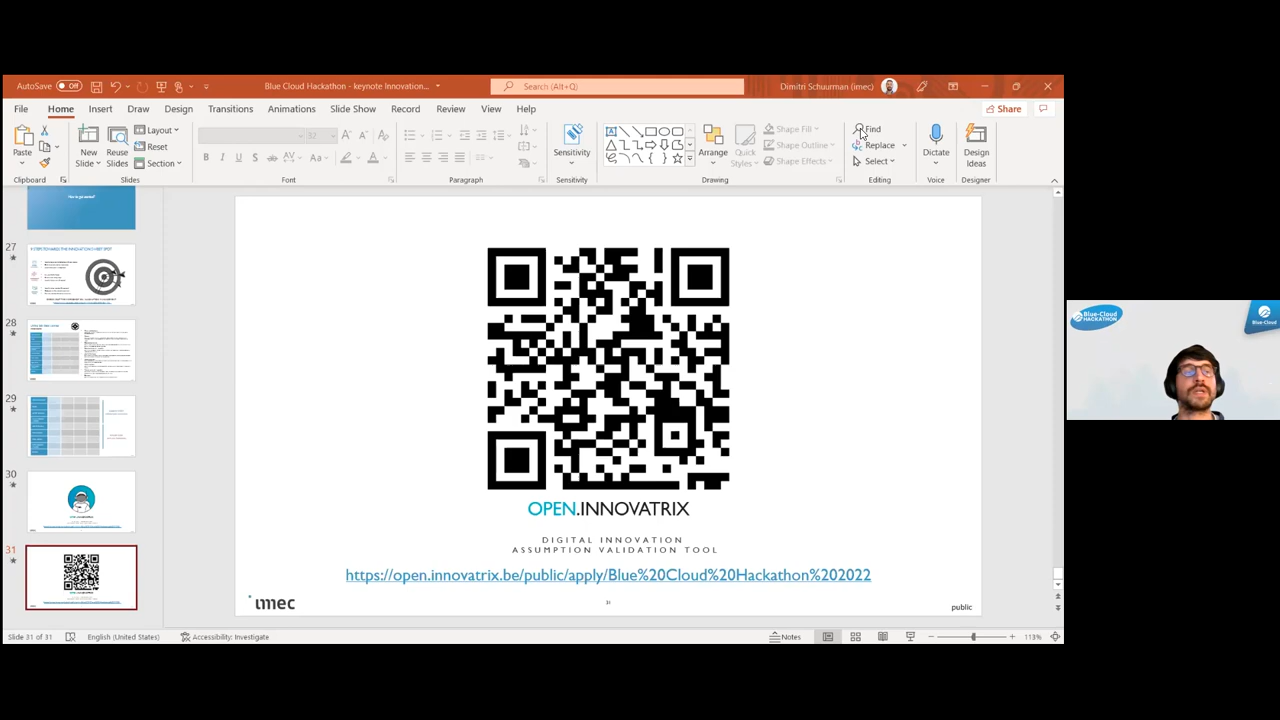 AutoSave Off
Blue Cloud Hackathon - keynote Innovation...
Search (Alt+Q)
Dimitri Schuurman (imec)
File Home Insert Draw Design Transitions Animations Slide Show Record Review View Help
Share
Paste
New Slide
Reuse Slides
Layout
Reset
Section
32
Sensitivity
Arrange
Quick Styles
Shape Fill
Shape Outline
Shape Effects
Find
Replace
Select
Dictate
Design Ideas
Clipboard Slides Font Paragraph Sensitivity Drawing Editing Voice Designer
27
28
29
30
31
OPEN.INNOVATRIX
DIGITAL INNOVATION
ASSUMPTION VALIDATION TOOL
https://open.innovatrix.be/public/apply/Blue%20Cloud%20Hackathon%202022
imec
31
public
Blue-Cloud
HACKATHON
Blue-Cloud
Slide 31 of 31
English (United States)
Accessibility: Investigate
Notes
113%